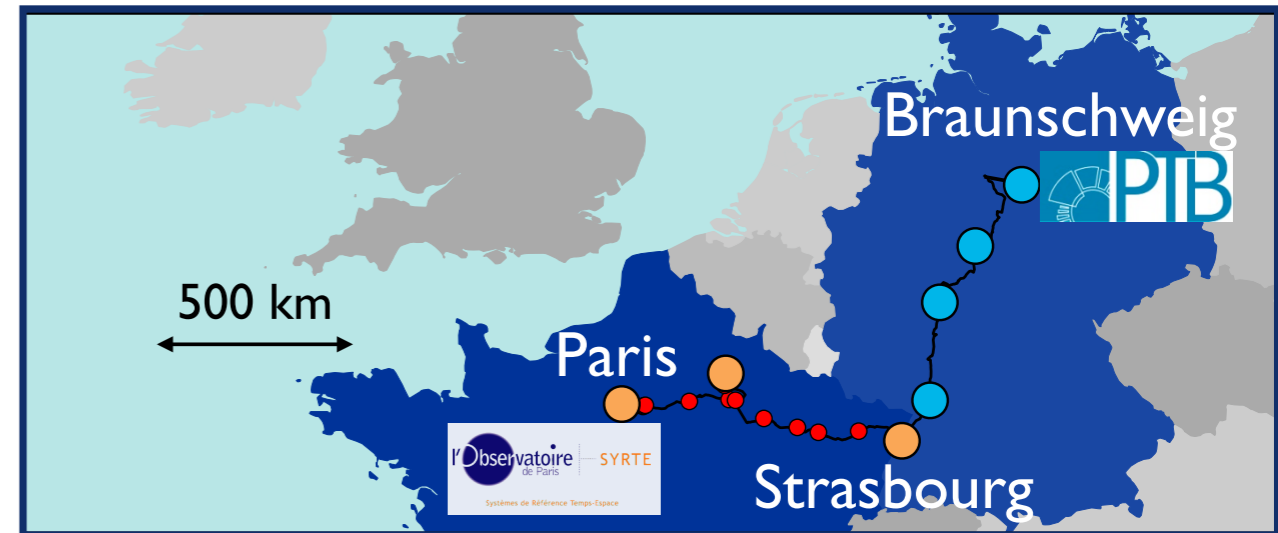 Braunschweig
PTB
500 km
Paris
l'Observatoire
de Paris
SYRTE
Systèmes de Référence Temps-Espace
Strasbourg